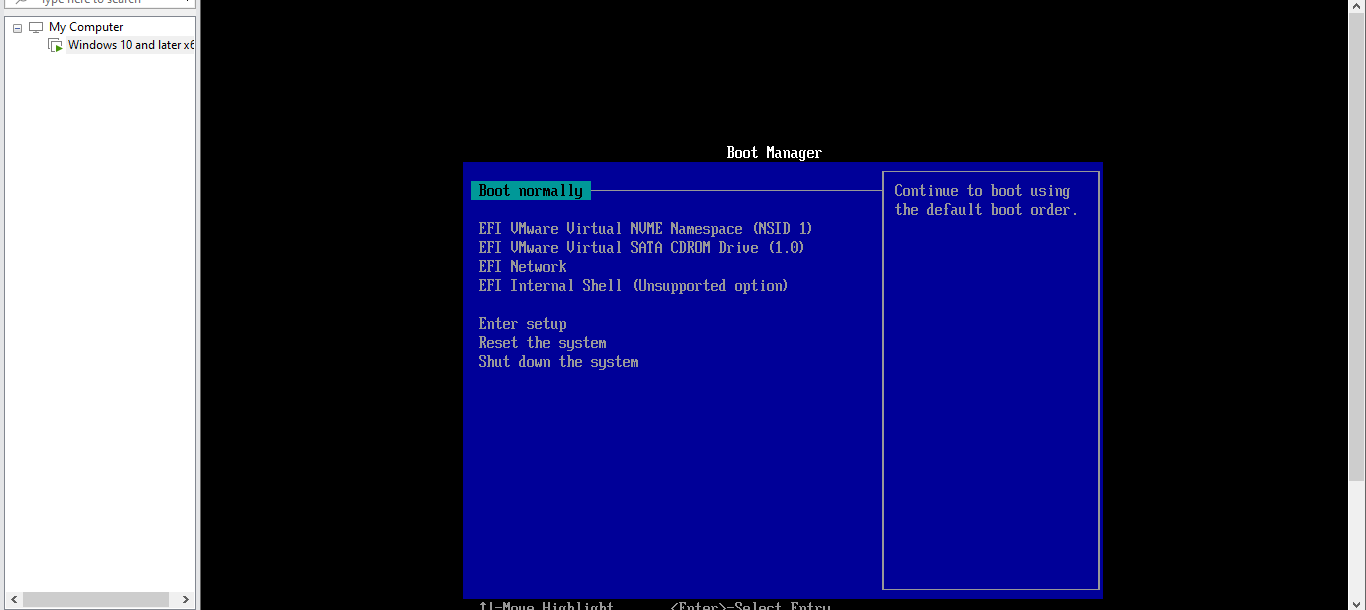 Type here to search
My Computer
Windows 10 and later x6
Boot Manager
Boot normally
Continue to boot using
the default boot order.
EFI VMware Virtual NVME Namespace (NSID 1)
EFI VMware Virtual SATA CDROM Drive (1.0)
EFI Network
EFI Internal Shell (Unsupported option)
Enter setup
Reset the system
Shut down the system
↑↓=Move Highlight <Enter>=Select Entry